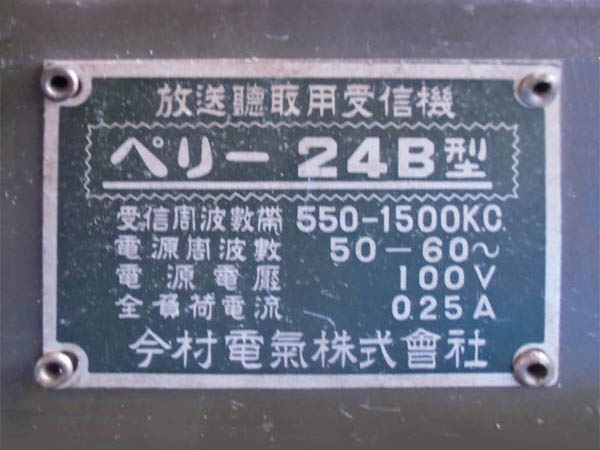 放送聽取用受信機
ペリー 24B型
受信周波數帶 550-1500K.C.
電源周波數 50-60～
電源電壓 100V
全負荷電流 0.25A
今村電氣株式會社